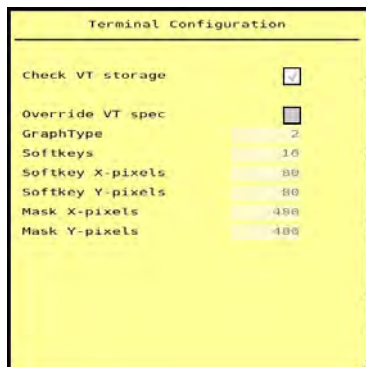 Terminal Configuration
Check VT storage
Override VT spec
GraphType 2
Softkeys 10
Softkey X-pixels 80
Softkey Y-pixels 80
Mask X-pixels 480
Mask Y-pixels 480